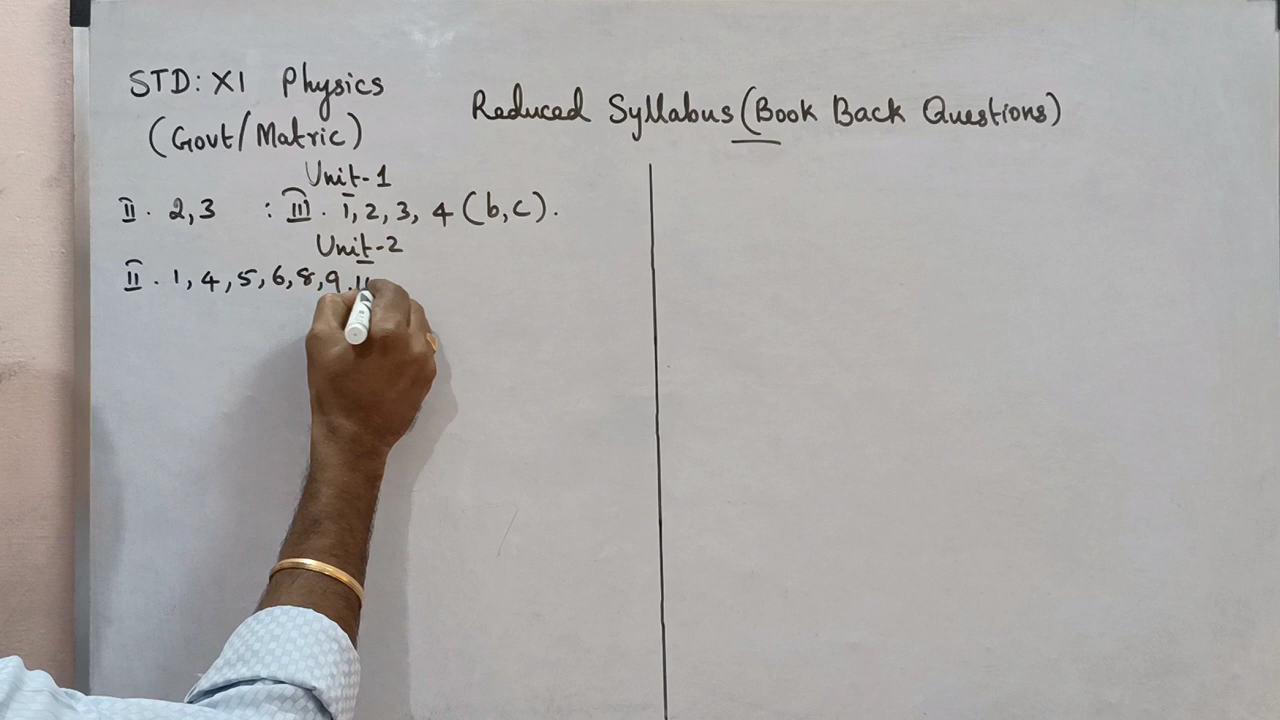 STD: XI Physics
(Govt/Matric)
Reduced Syllabus (Book Back Questions)
Unit-1
II. 2,3 : III. 1,2,3, 4 (b,c).
Unit-2
II. 1,4,5,6,8,9,11